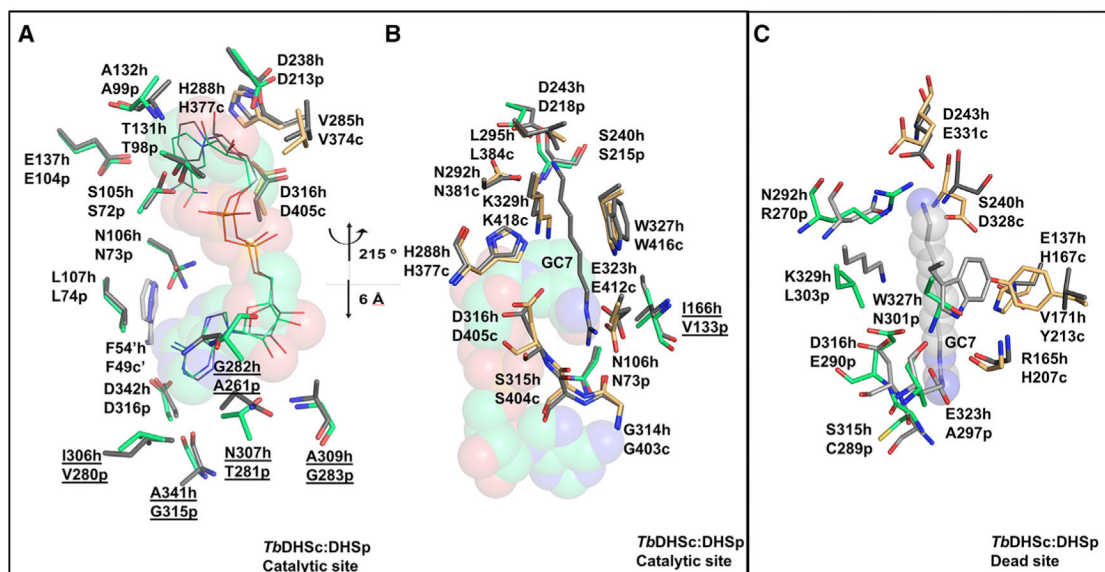 A
A132h
A99p
H288h
H377c
D238h
D213p
T131h
T98p
V285h
V374c
E137h
E104p
S105h
S72p
D316h
D405c
N106h
N73p
L107h
L74p
F54'h
F49c'
G282h
A261p
D342h
D316p
I306h
V280p
N307h
T281p
A309h
G283p
A341h
G315p
TbDHSc:DHSp
Catalytic site
215 º
6 Å
B
D243h
D218p
L295h
L384c
S240h
S215p
N292h
N381c
K329h
K418c
W327h
W416c
H288h
H377c
GC7
E323h
E412c
I166h
V133p
D316h
D405c
N106h
N73p
S315h
S404c
G314h
G403c
TbDHSc:DHSp
Catalytic site
C
D243h
E331c
N292h
R270p
S240h
D328c
E137h
H167c
K329h
L303p
W327h
N301p
V171h
Y213c
D316h
E290p
GC7
R165h
H207c
S315h
C289p
E323h
A297p
TbDHSc:DHSp
Dead site